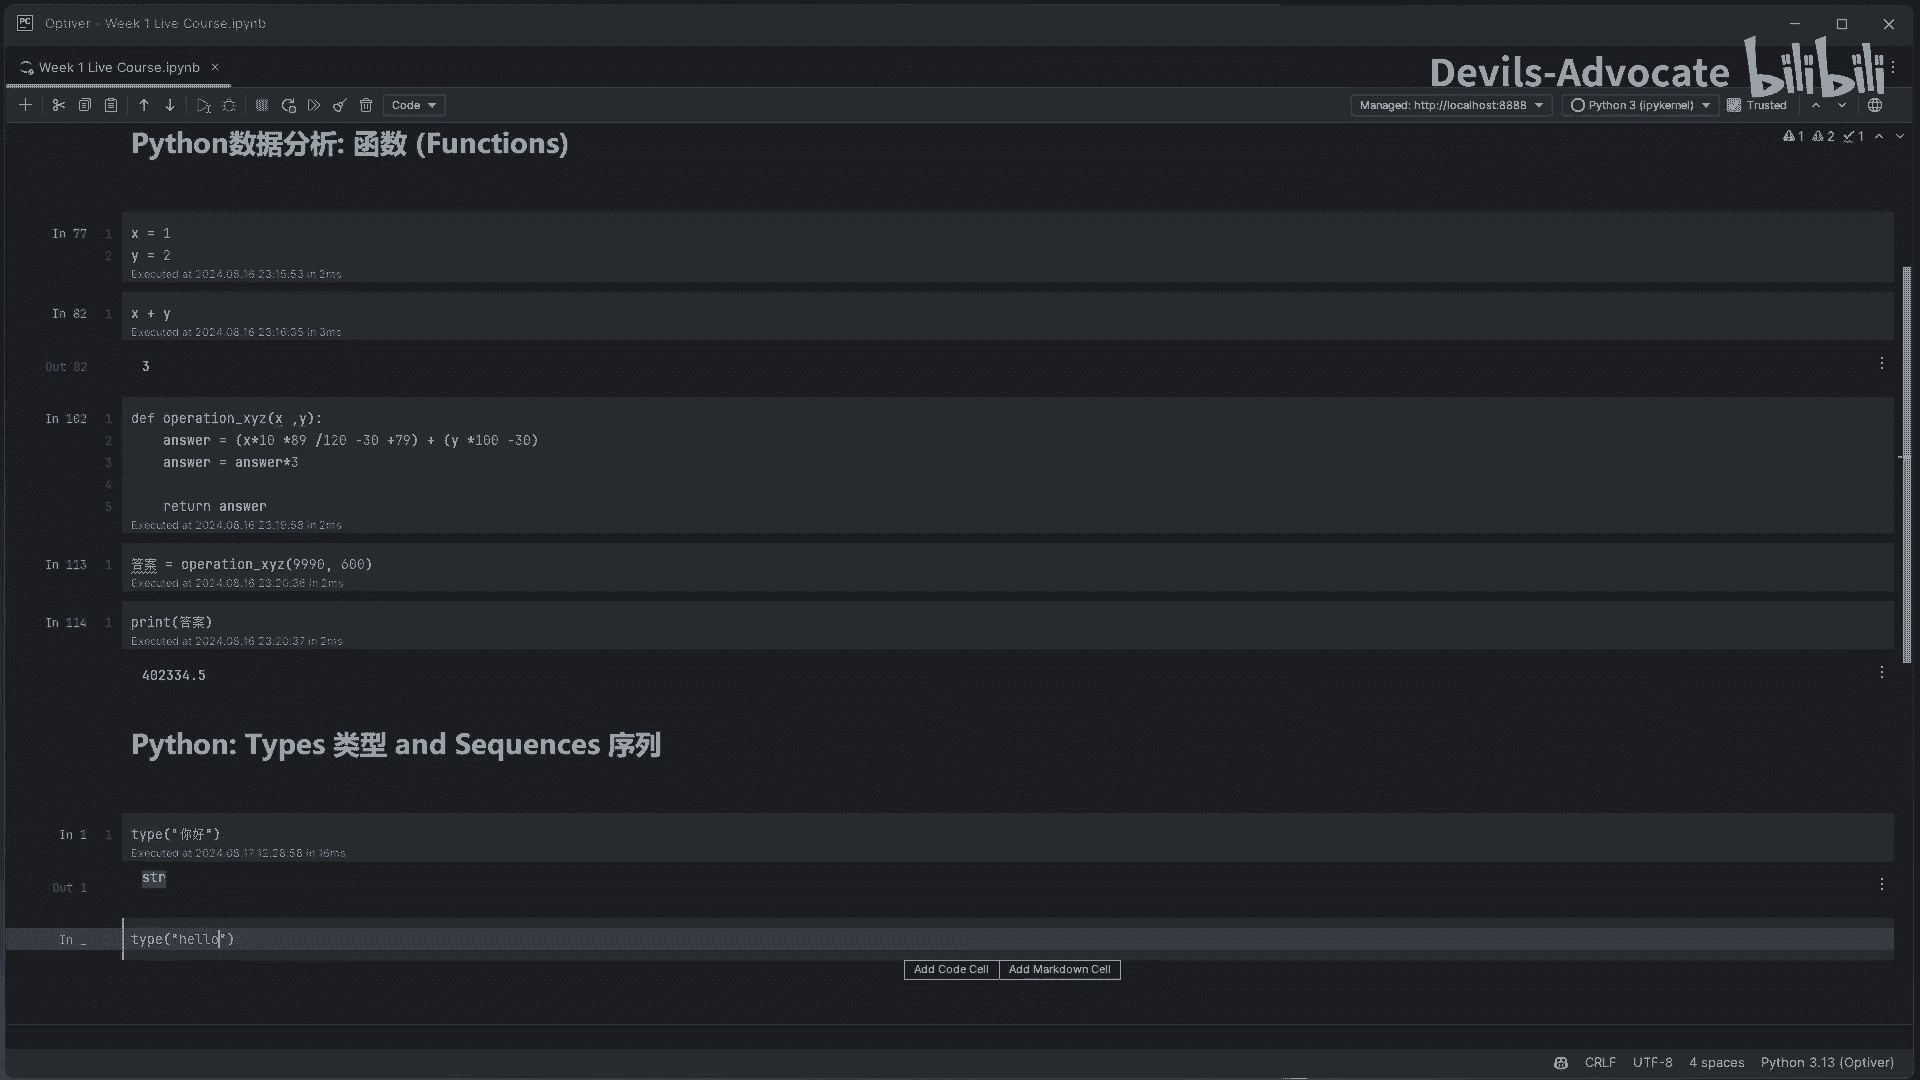 Optiver - Week 1 Live Course.ipynb
Week 1 Live Course.ipynb
Devils-Advocate bilibili
Code
Managed: http://localhost:8888
Python 3 (ipykernel)
Trusted
Python数据分析: 函数 (Functions)
1 2 1
In 77
1 x = 1
2 y = 2
Executed at 2024.08.16 23:15:53 in 2ms
In 82 1 x + y
Executed at 2024.08.16 23:16:35 in 3ms
Out 82 3
In 102 1 def operation_xyz(x ,y):
2 answer = (x*10 *89 /120 -30 +79) + (y *100 -30)
3 answer = answer*3
4
5 return answer
Executed at 2024.08.16 23:19:58 in 2ms
In 113 1 答案 = operation_xyz(9990, 600)
Executed at 2024.08.16 23:20:36 in 2ms
In 114 1 print(答案)
Executed at 2024.08.16 23:20:37 in 2ms
402334.5
Python: Types 类型 and Sequences 序列
In 1 1 type("你好")
Executed at 2024.08.17 12:28:58 in 16ms
Out 1 str
In _ type("hello")
Add Code Cell Add Markdown Cell
CRLF UTF-8 4 spaces Python 3.13 (Optiver)